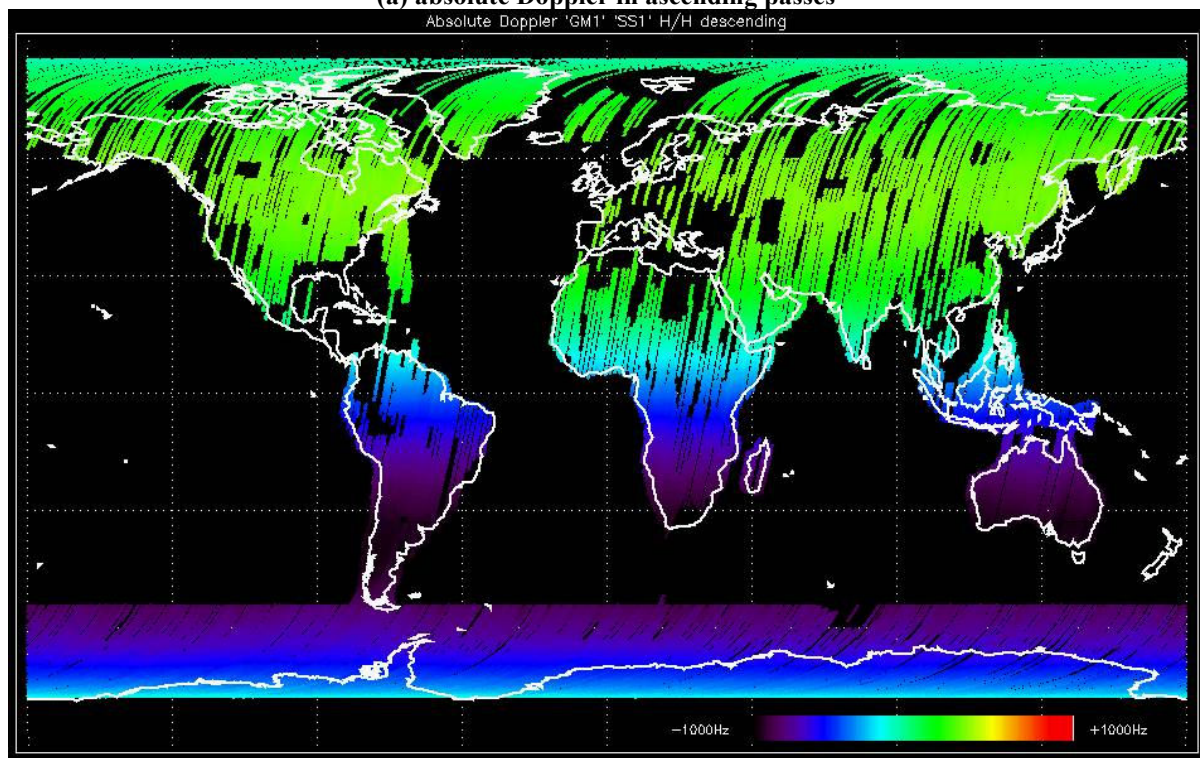 (a) absolute Doppler in ascending passes
Absolute Doppler 'GM1' 'SS1' H/H descending
−1000Hz
+1000Hz